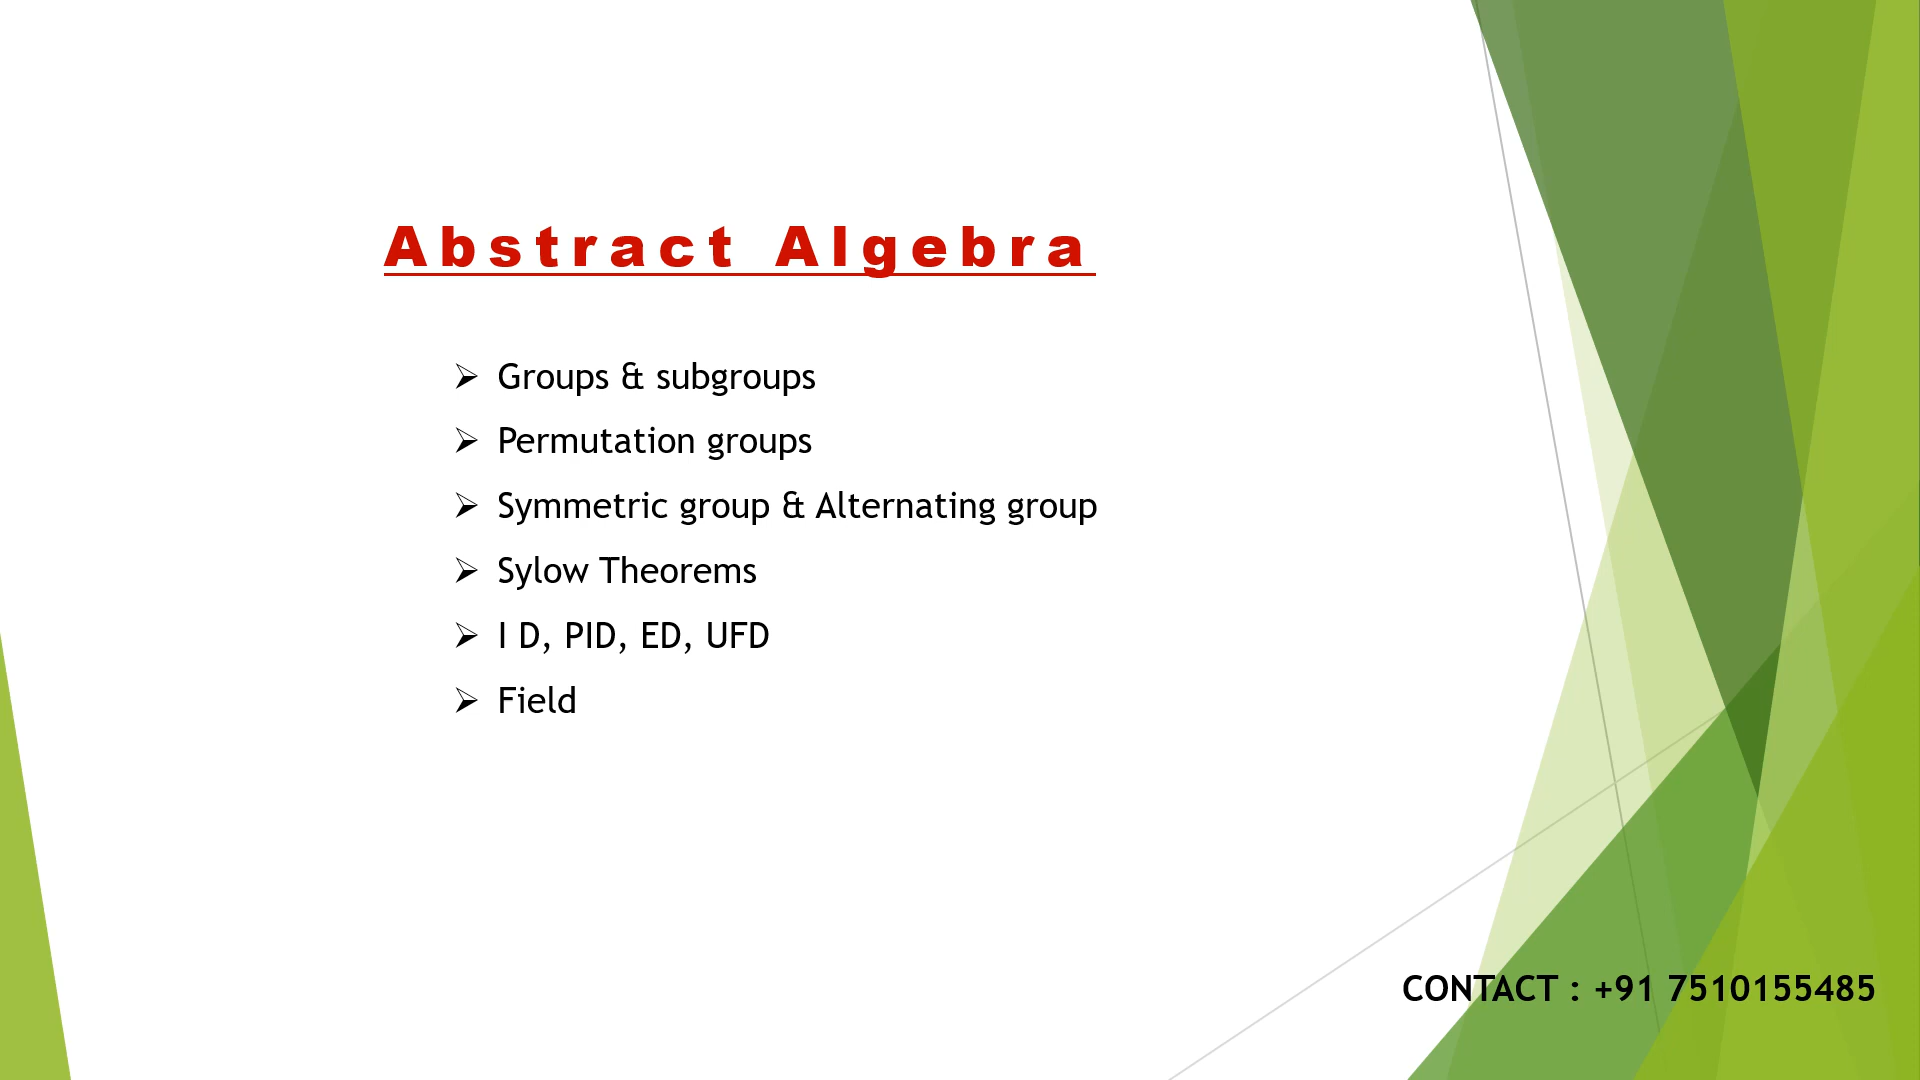 Abstract Algebra
➢ Groups & subgroups
➢ Permutation groups
➢ Symmetric group & Alternating group
➢ Sylow Theorems
➢ I D, PID, ED, UFD
➢ Field
CONTACT : +91 7510155485